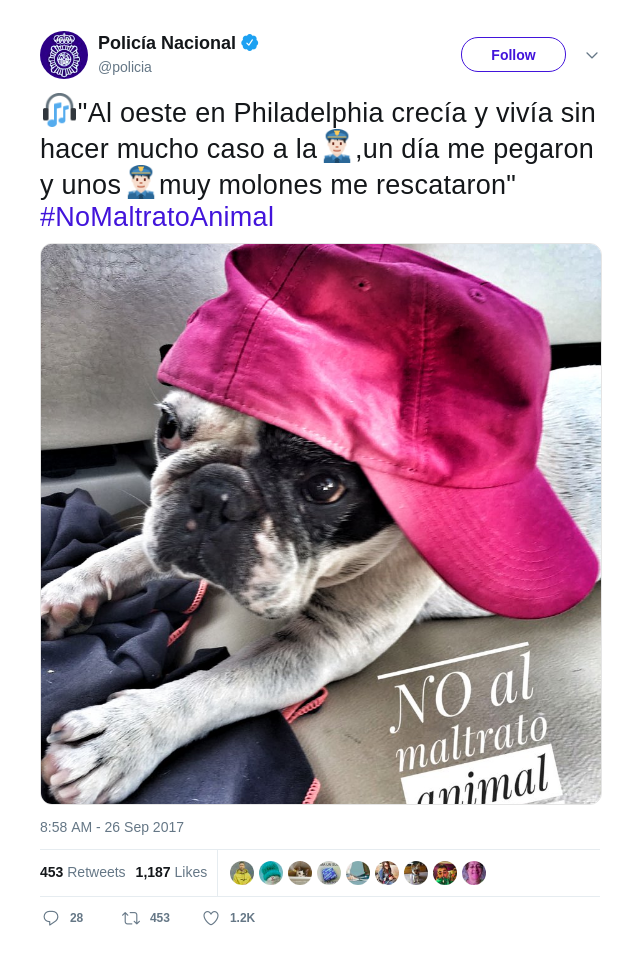 Policía Nacional
@policia
Follow
🎧"Al oeste en Philadelphia crecía y vivía sin
hacer mucho caso a la👮🏻‍♂️,un día me pegaron
y unos👮🏻‍♂️muy molones me rescataron"
#NoMaltratoAnimal
NO al
maltrato
animal
8:58 AM - 26 Sep 2017
453 Retweets 1,187 Likes
28 453 1.2K